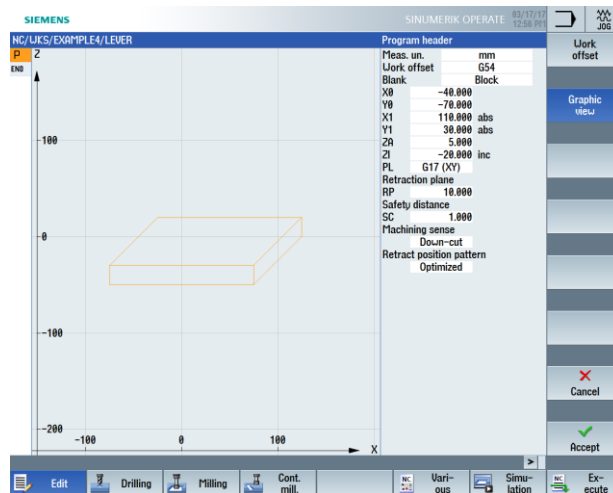 SIEMENS
SINUMERIK OPERATE 03/17/17 12:56 PM
JOG
NC/WKS/EXAMPLE4/LEVER
Program header
Work offset
P Z
END
Meas. un. mm
Work offset G54
Blank Block
X0 -40.000
Y0 -70.000
X1 110.000 abs
Y1 30.000 abs
ZA 5.000
ZI -20.000 inc
PL G17 (XY)
Retraction plane
RP 10.000
Safety distance
SC 1.000
Machining sense
Down-cut
Retract position pattern
Optimized
Graphic view
-100
-0
--100
--200
-100 0 100
X
Cancel
Accept
>
Edit Drilling Milling Cont. mill. NC Vari-ous Simu-lation NC Ex-ecute